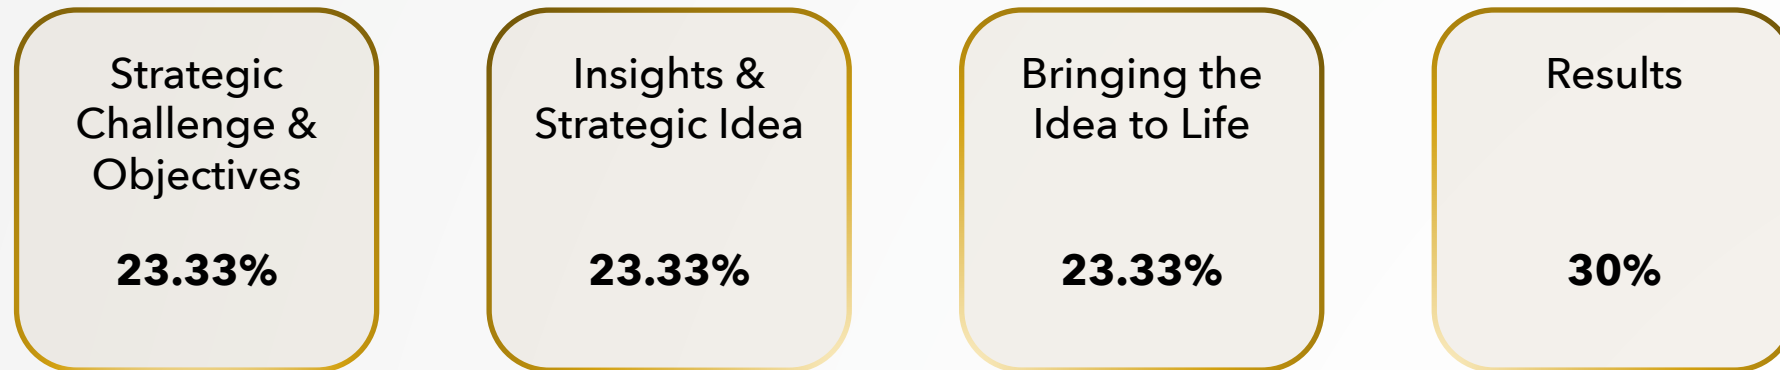 Strategic
Challenge &
Objectives
23.33%
Insights &
Strategic Idea
23.33%
Bringing the
Idea to Life
23.33%
Results
30%